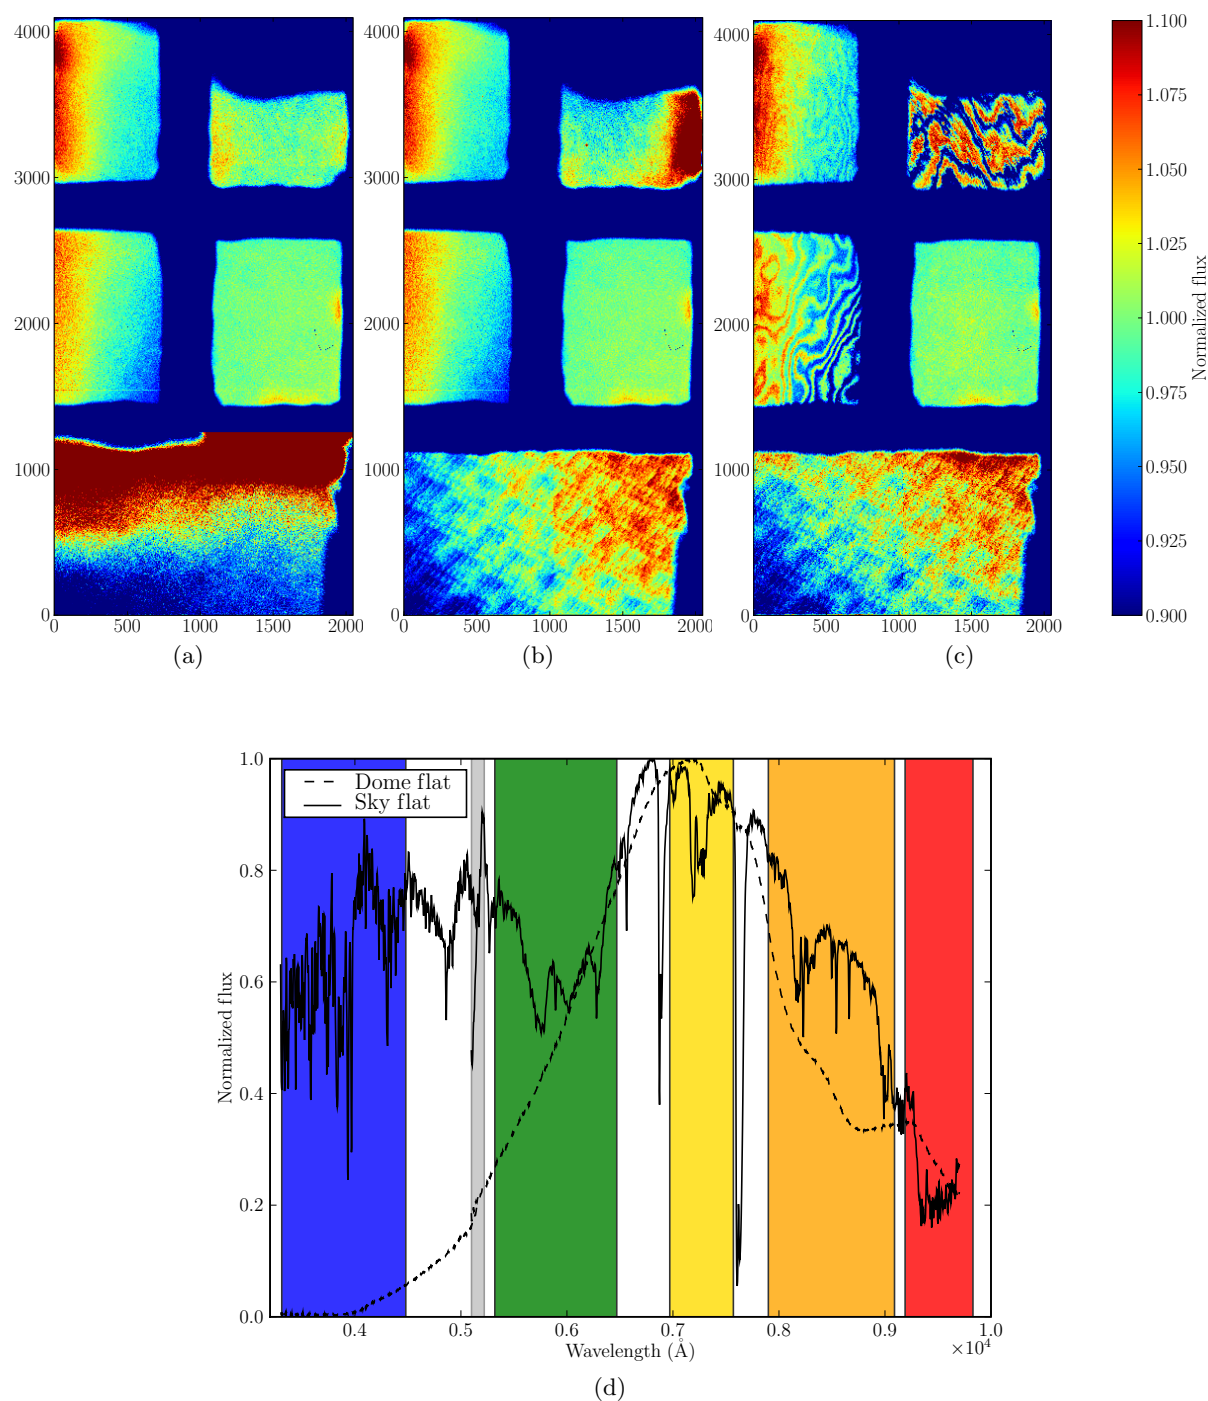 4000
3000
2000
1000
0
0 500 1000 1500 2000
(a)
4000
3000
2000
1000
0
0 500 1000 1500 2000
(b)
4000
3000
2000
1000
0
0 500 1000 1500 2000
(c)
1.100
1.075
1.050
1.025
1.000
0.975
0.950
0.925
0.900
Normalized flux
1.0
0.8
0.6
0.4
0.2
0.0
Normalized flux
Dome flat
Sky flat
0.4 0.5 0.6 0.7 0.8 0.9 1.0
×10⁴
Wavelength (Å)
(d)